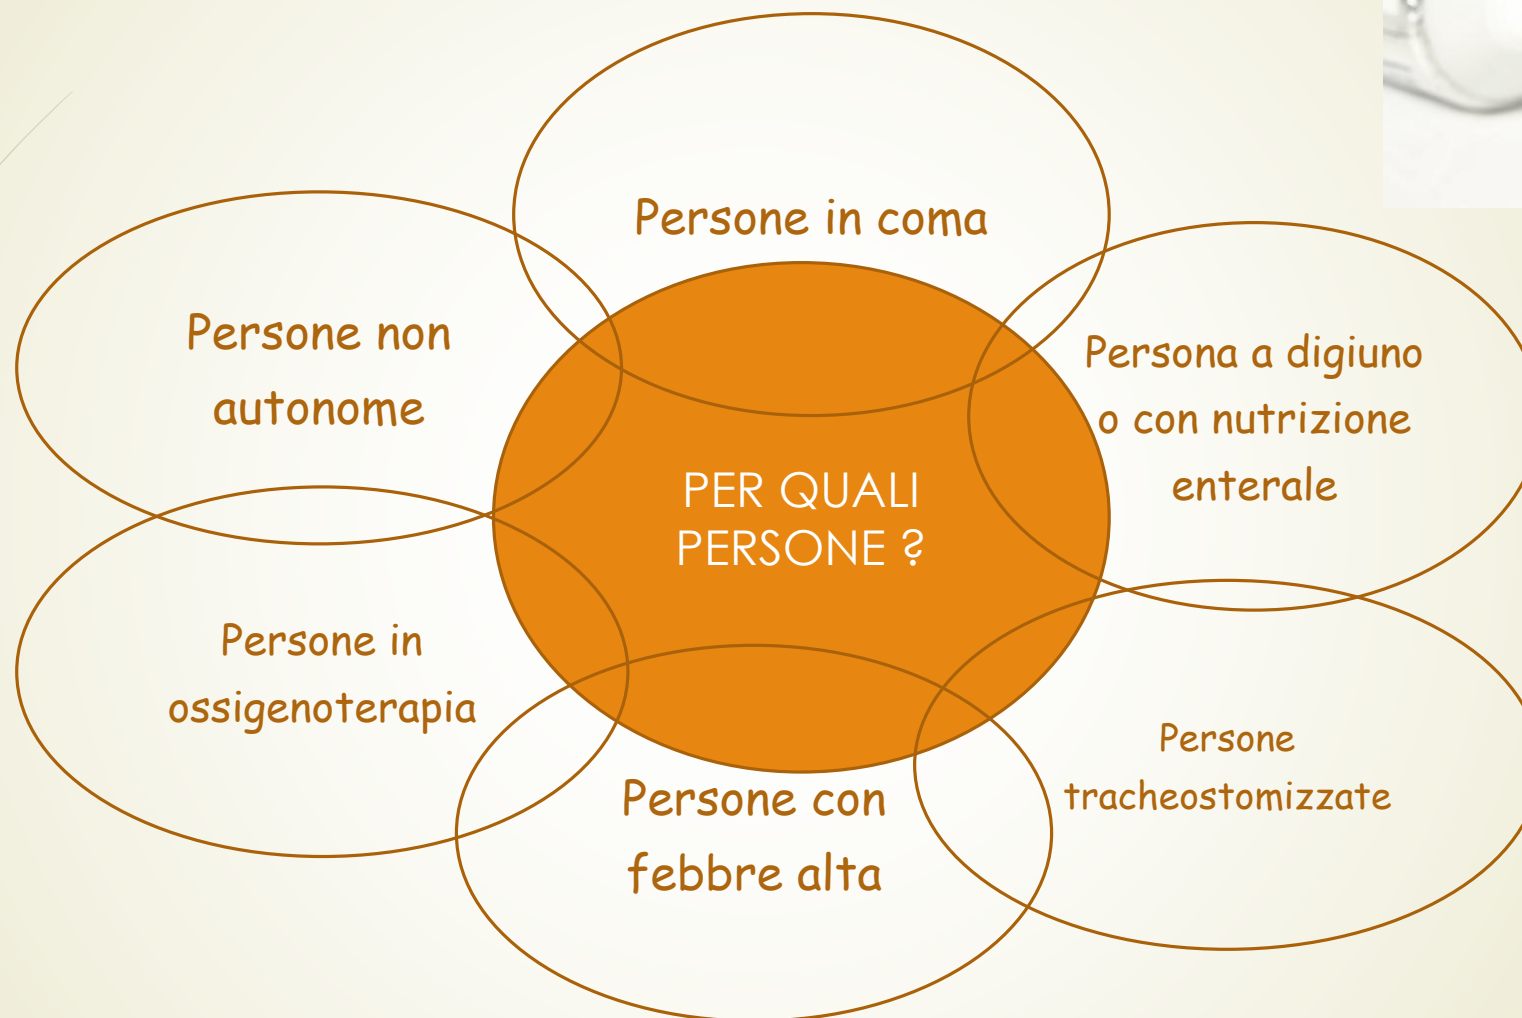 Persone in coma
Persone non
autonome
Persona a digiuno
o con nutrizione
enterale
PER QUALI
PERSONE ?
Persone in
ossigenoterapia
Persone
tracheostomizzate
Persone con
febbre alta